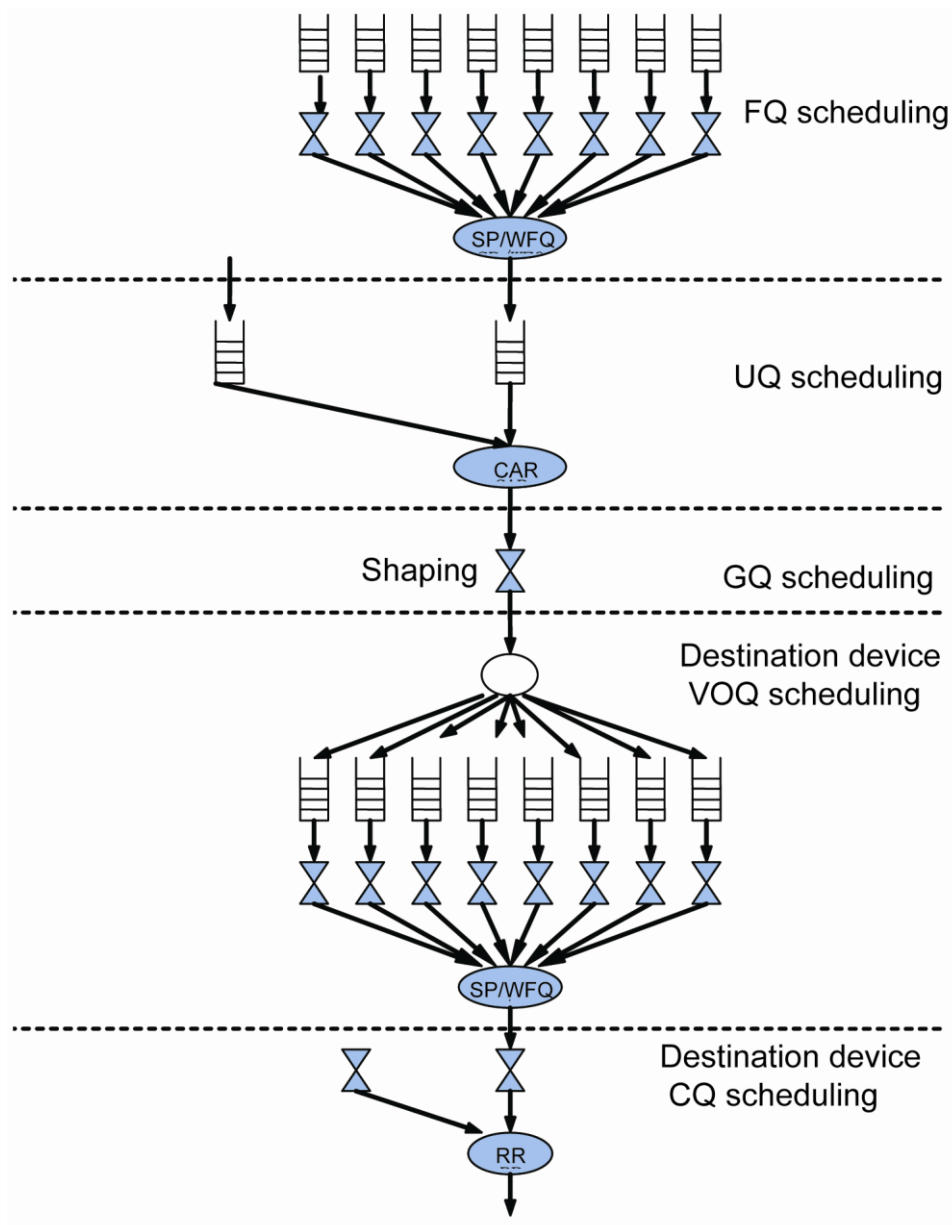 FQ scheduling
SP/WFQ
UQ scheduling
CAR
Shaping
GQ scheduling
Destination device
VOQ scheduling
SP/WFQ
Destination device
CQ scheduling
RR